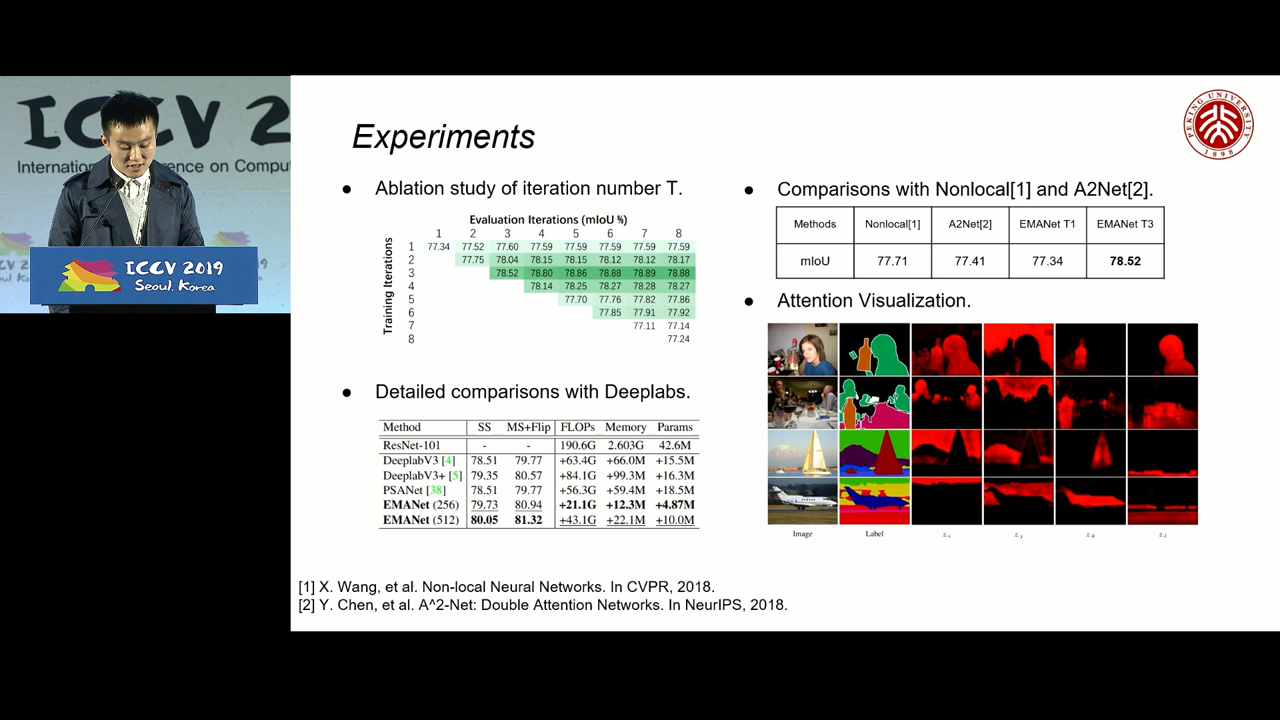 ICCV 2
International Conference on Comput
ICCV 2019
Seoul, Korea
Experiments
PEKING UNIVERSITY
1898
● Ablation study of iteration number T.
Evaluation Iterations (mIoU %)
1 2 3 4 5 6 7 8
Training Iterations
1 77.34 77.52 77.60 77.59 77.59 77.59 77.59 77.59
2 77.75 78.04 78.15 78.15 78.12 78.12 78.17
3 78.52 78.80 78.86 78.88 78.89 78.88
4 78.14 78.25 78.27 78.28 78.27
5 77.70 77.76 77.82 77.86
6 77.85 77.91 77.92
7 77.11 77.14
8 77.24
● Detailed comparisons with Deeplabs.
Method SS MS+Flip FLOPs Memory Params
ResNet-101 - - 190.6G 2.603G 42.6M
DeeplabV3 [4] 78.51 79.77 +63.4G +66.0M +15.5M
DeeplabV3+ [5] 79.35 80.57 +84.1G +99.3M +16.3M
PSANet [38] 78.51 79.77 +56.3G +59.4M +18.5M
EMANet (256) 79.73 80.94 +21.1G +12.3M +4.87M
EMANet (512) 80.05 81.32 +43.1G +22.1M +10.0M
● Comparisons with Nonlocal[1] and A2Net[2].
Methods Nonlocal[1] A2Net[2] EMANet T1 EMANet T3
mIoU 77.71 77.41 77.34 78.52
● Attention Visualization.
Image Label
[1] X. Wang, et al. Non-local Neural Networks. In CVPR, 2018.
[2] Y. Chen, et al. A^2-Net: Double Attention Networks. In NeurIPS, 2018.